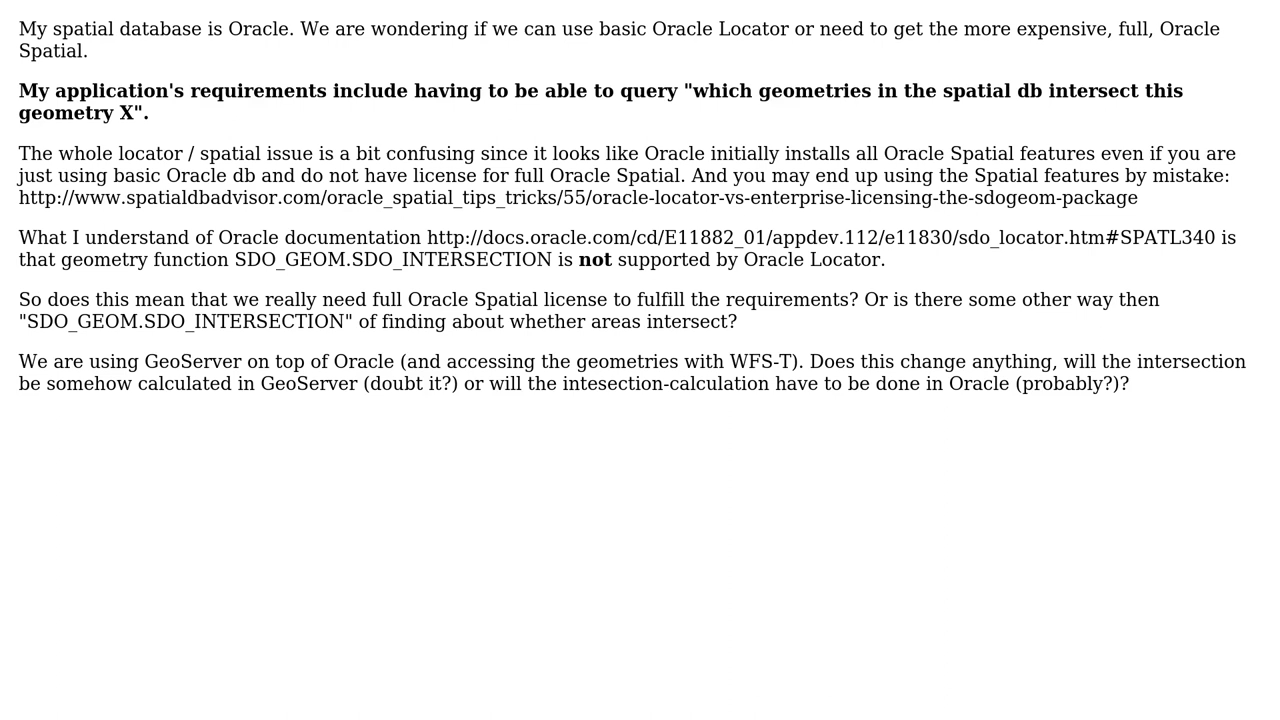 My spatial database is Oracle. We are wondering if we can use basic Oracle Locator or need to get the more expensive, full, Oracle
Spatial.
My application's requirements include having to be able to query "which geometries in the spatial db intersect this
geometry X".
The whole locator / spatial issue is a bit confusing since it looks like Oracle initially installs all Oracle Spatial features even if you are
just using basic Oracle db and do not have license for full Oracle Spatial. And you may end up using the Spatial features by mistake:
http://www.spatialdbadvisor.com/oracle_spatial_tips_tricks/55/oracle-locator-vs-enterprise-licensing-the-sdogeom-package
What I understand of Oracle documentation http://docs.oracle.com/cd/E11882_01/appdev.112/e11830/sdo_locator.htm#SPATL340 is
that geometry function SDO_GEOM.SDO_INTERSECTION is not supported by Oracle Locator.
So does this mean that we really need full Oracle Spatial license to fulfill the requirements? Or is there some other way then
"SDO_GEOM.SDO_INTERSECTION" of finding about whether areas intersect?
We are using GeoServer on top of Oracle (and accessing the geometries with WFS-T). Does this change anything, will the intersection
be somehow calculated in GeoServer (doubt it?) or will the intesection-calculation have to be done in Oracle (probably?)?